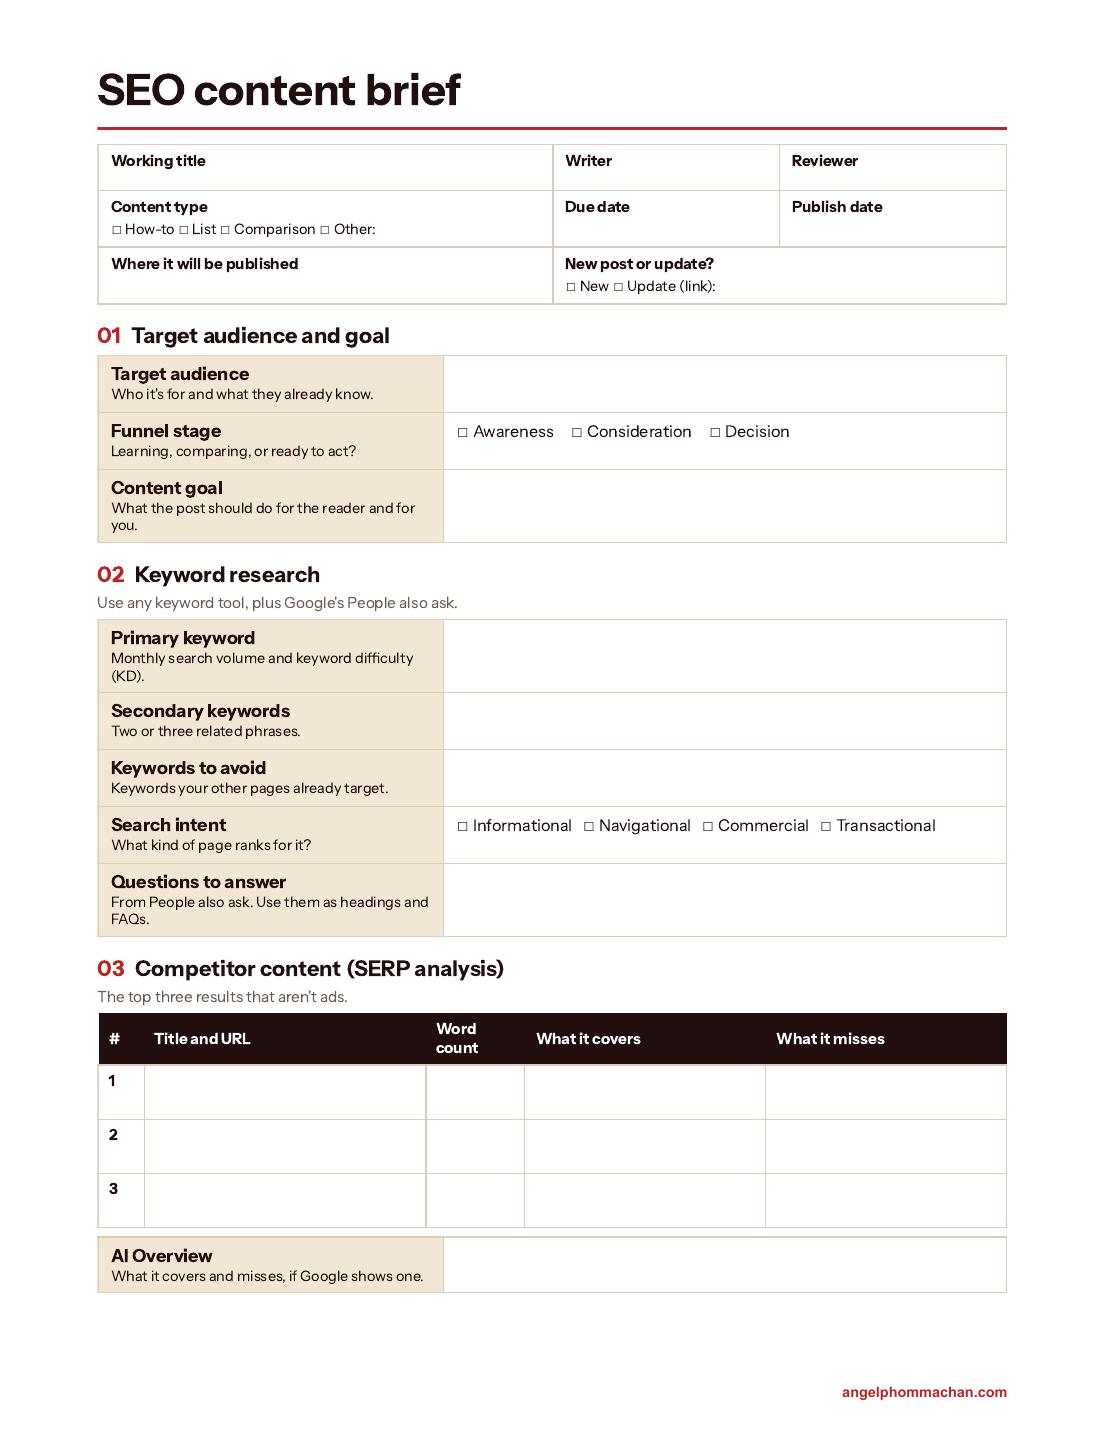 SEO content brief
Working title
Writer
Reviewer
Content type
□ How-to □ List □ Comparison □ Other:
Due date
Publish date
Where it will be published
New post or update?
□ New □ Update (link):
01 Target audience and goal
Target audience
Who it's for and what they already know.
Funnel stage
Learning, comparing, or ready to act?
□ Awareness □ Consideration □ Decision
Content goal
What the post should do for the reader and for
you.
02 Keyword research
Use any keyword tool, plus Google's People also ask.
Primary keyword
Monthly search volume and keyword difficulty
(KD).
Secondary keywords
Two or three related phrases.
Keywords to avoid
Keywords your other pages already target.
Search intent
What kind of page ranks for it?
□ Informational □ Navigational □ Commercial □ Transactional
Questions to answer
From People also ask. Use them as headings and
FAQs.
03 Competitor content (SERP analysis)
The top three results that aren't ads.
#
Title and URL
Word
count
What it covers
What it misses
1
2
3
AI Overview
What it covers and misses, if Google shows one.
angelphommachan.com